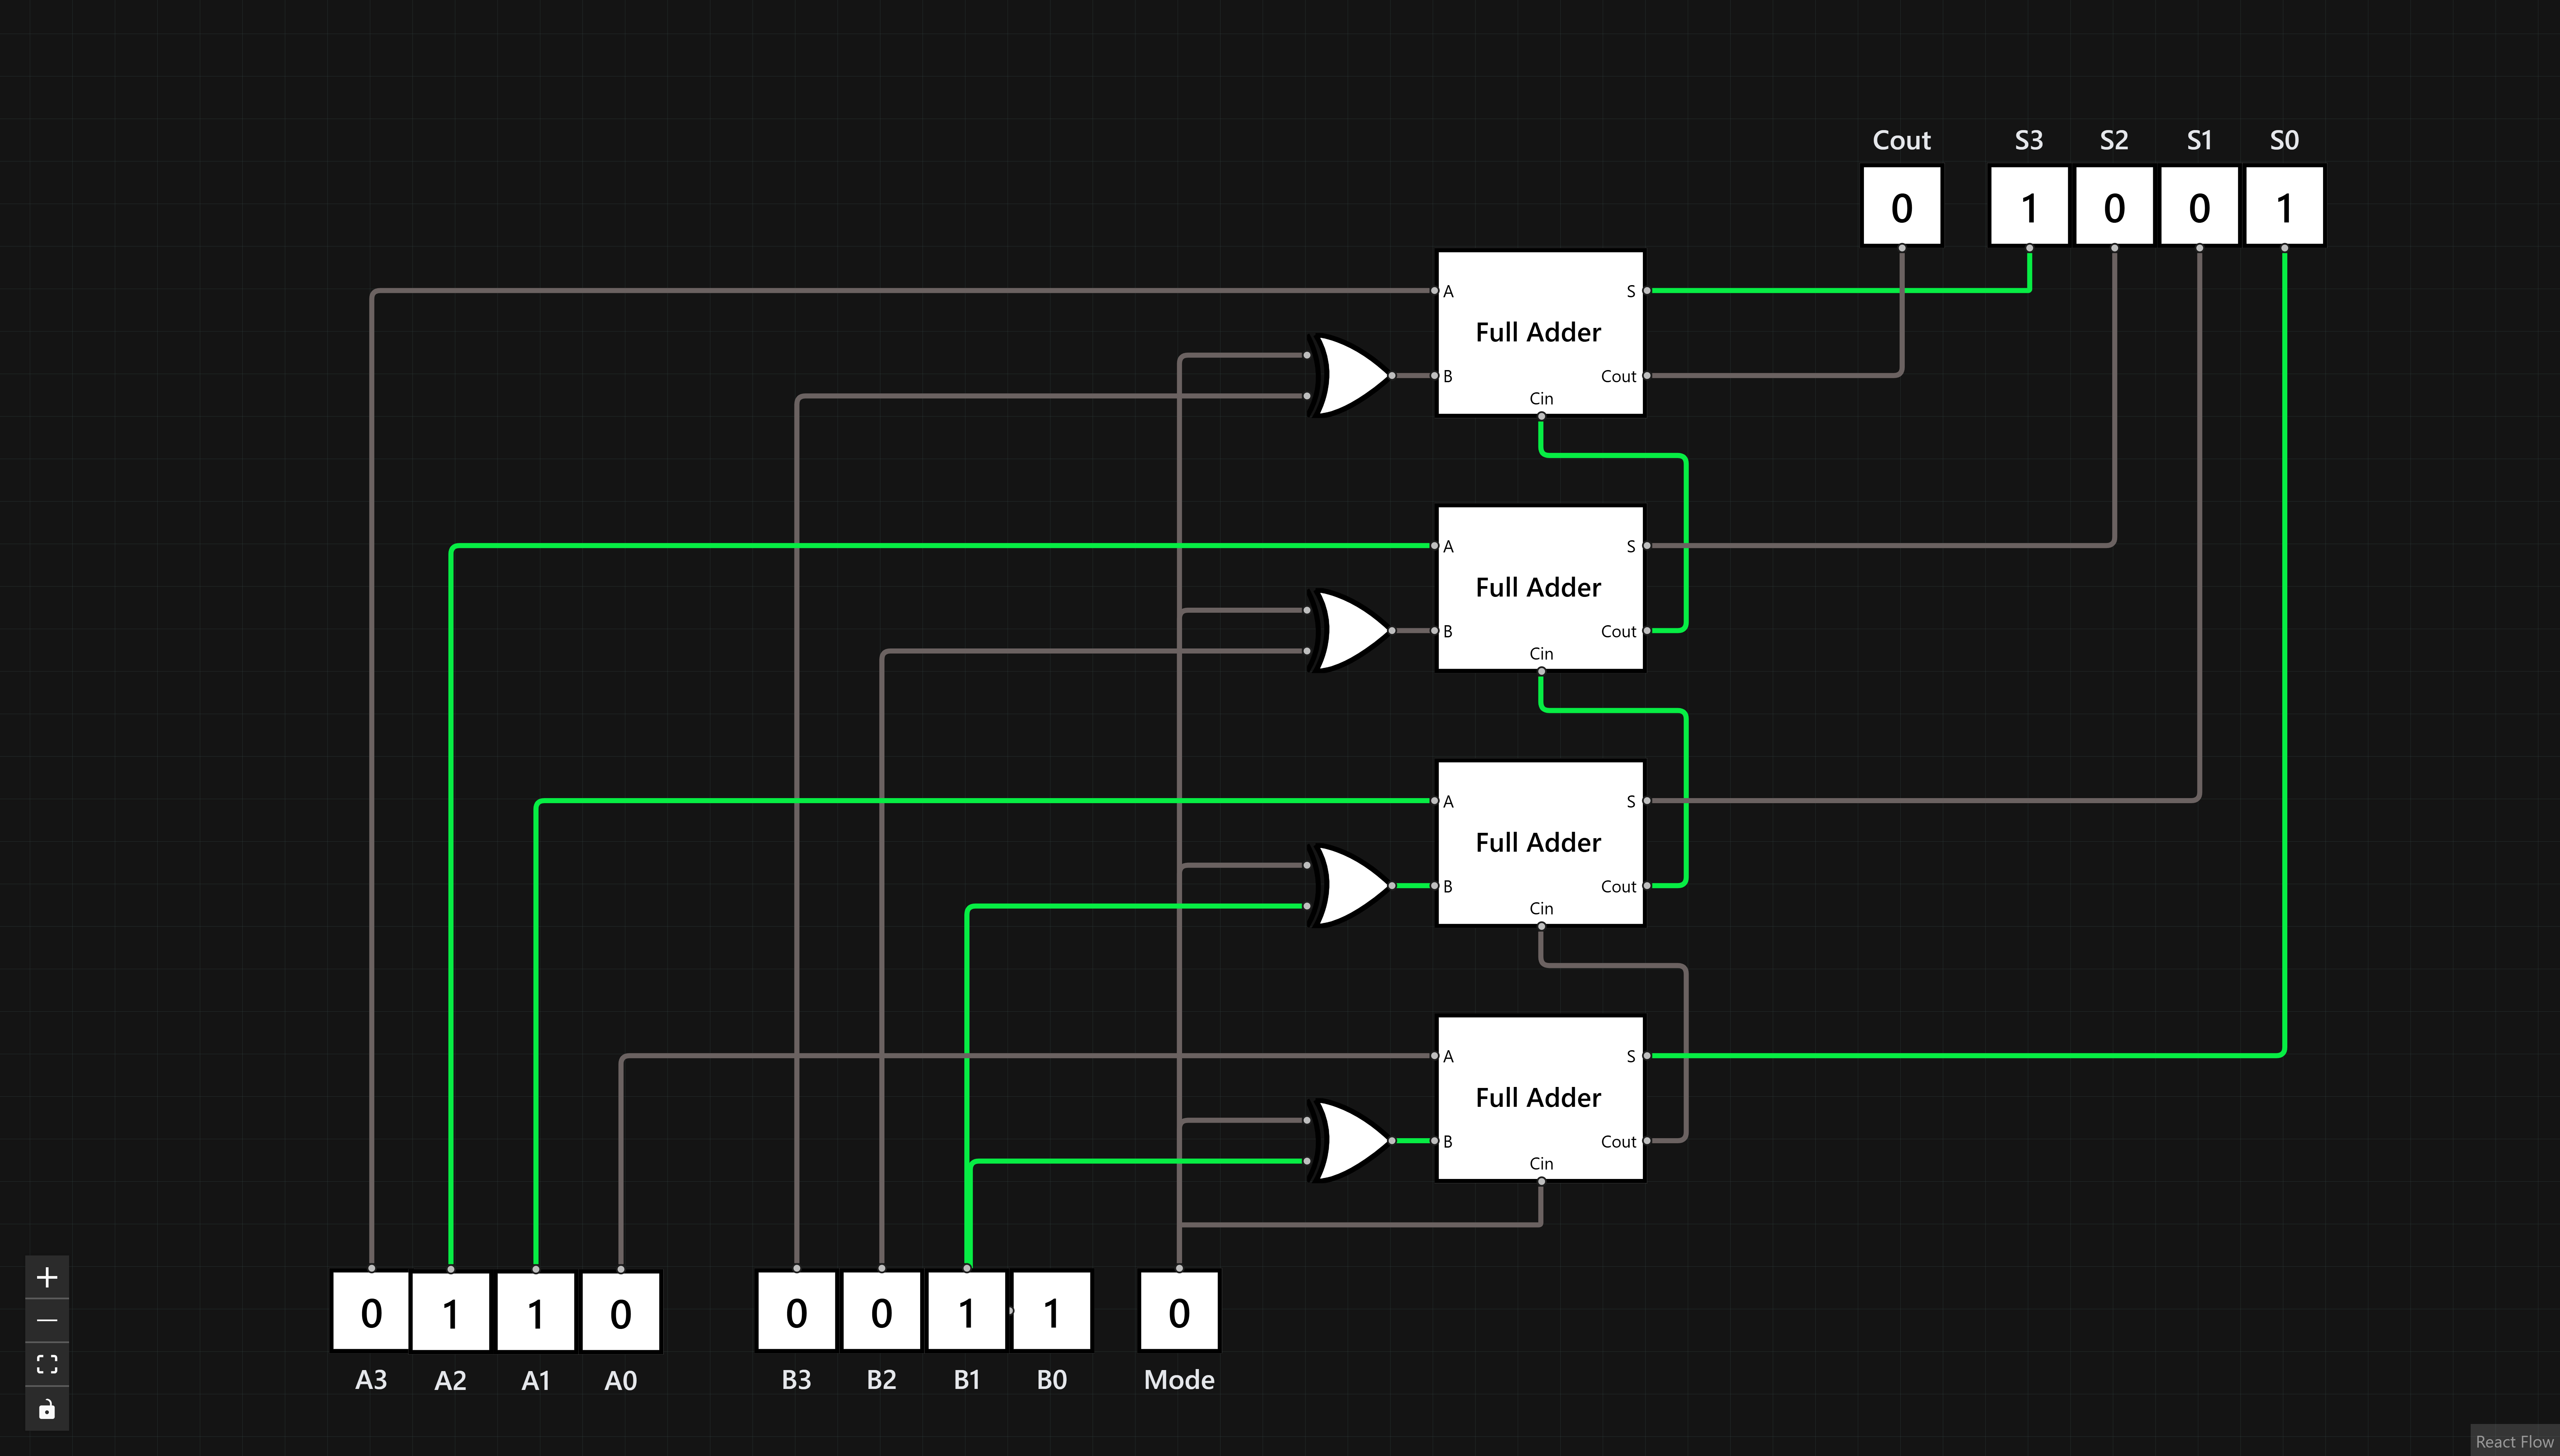 Cout S3 S2 S1 S0
0 1 0 0 1
A S
Full Adder
B Cout
Cin
A S
Full Adder
B Cout
Cin
A S
Full Adder
B Cout
Cin
A S
Full Adder
B Cout
Cin
0 1 1 0 0 0 1 1 0
A3 A2 A1 A0 B3 B2 B1 B0 Mode
React Flow